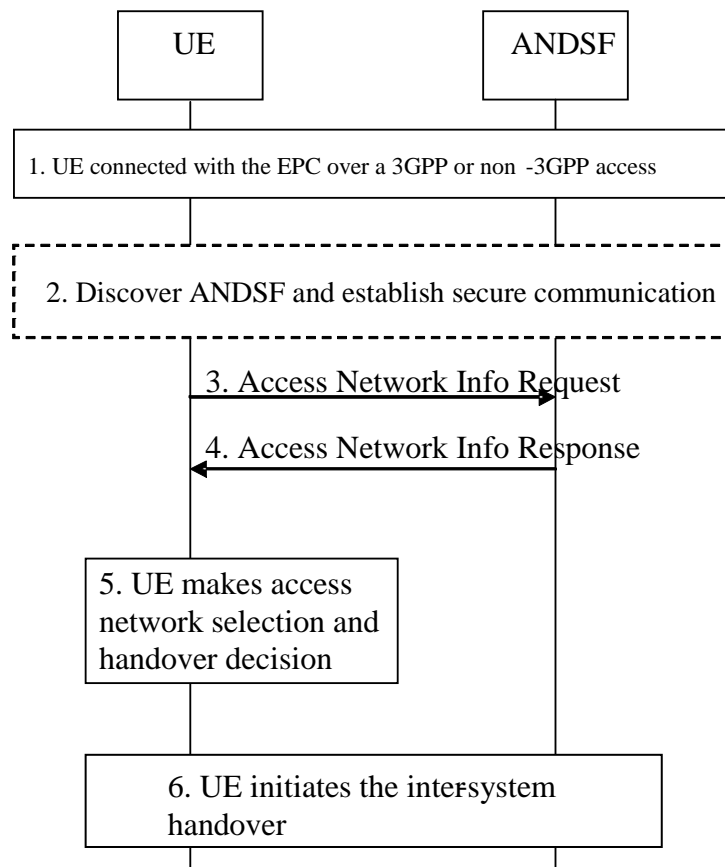 UE
ANDSF
1. UE connected with the EPC over a 3GPP or non -3GPP access
2. Discover ANDSF and establish secure communication
3. Access Network Info Request
4. Access Network Info Response
5. UE makes access
network selection and
handover decision
6. UE initiates the inter-system
handover